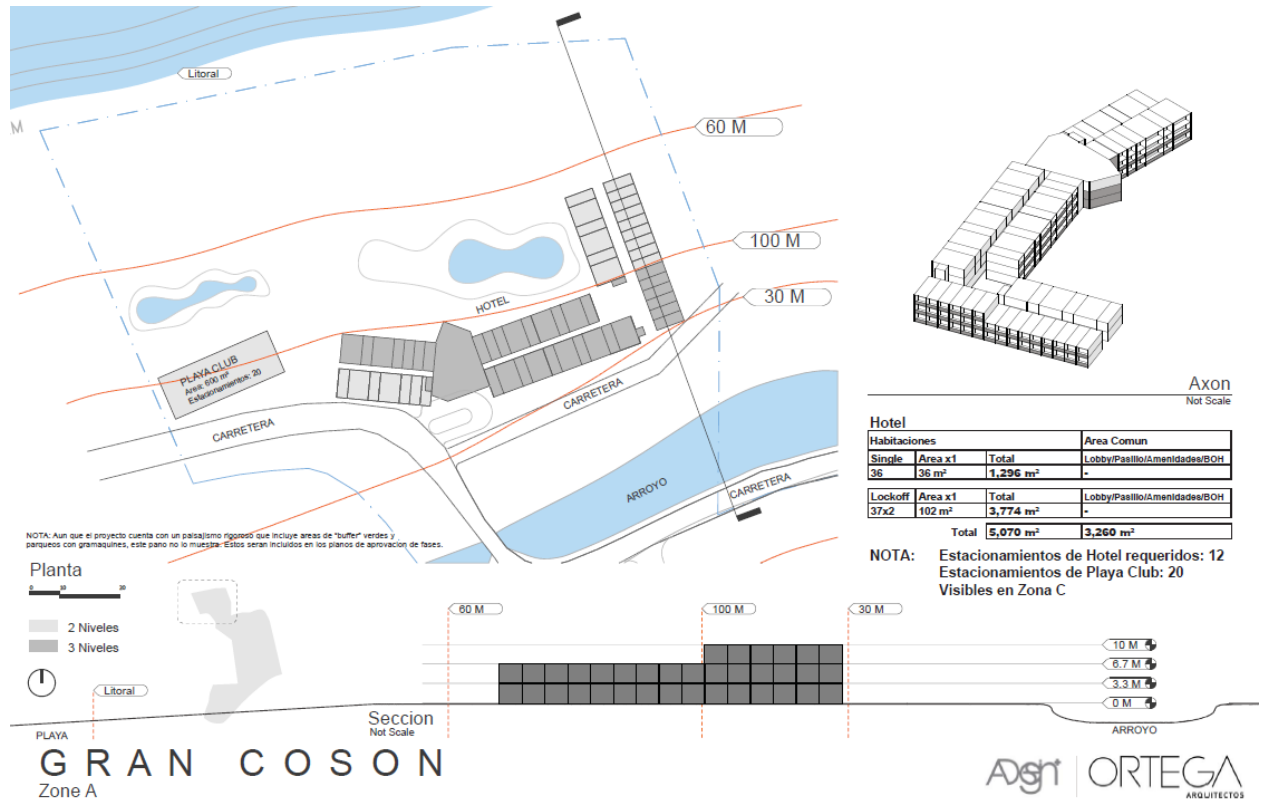 Litoral
M
60 M
100 M
30 M
HOTEL
PLAYA CLUB
Area: 600 m²
Estacionamientos: 20
CARRETERA
CARRETERA
ARROYO
CARRETERA
NOTA: Aun que el proyecto cuenta con un paisajismo rigoroso que incluye areas de "buffer" verdes y
parqueos con gramaquines, este pano no lo muestra. Estos seran incluidos en los planos de aprovacion de fases.
Planta
0 10 30
2 Niveles
3 Niveles
Axon
Not Scale
Hotel
Habitaciones Area Comun
Single Area x1 Total Lobby/Pasillo/Amenidades/BOH
36 36 m² 1,296 m² -
Lockoff Area x1 Total Lobby/Pasillo/Amenidades/BOH
37x2 102 m² 3,774 m² -
Total 5,070 m² 3,260 m²
NOTA: Estacionamientos de Hotel requeridos: 12
Estacionamientos de Playa Club: 20
Visibles en Zona C
60 M 100 M 30 M
10 M
6.7 M
3.3 M
0 M
Litoral
Seccion
Not Scale
PLAYA
ARROYO
GRAN COSON
Zone A
ADesign
ORTEGA
ARQUITECTOS